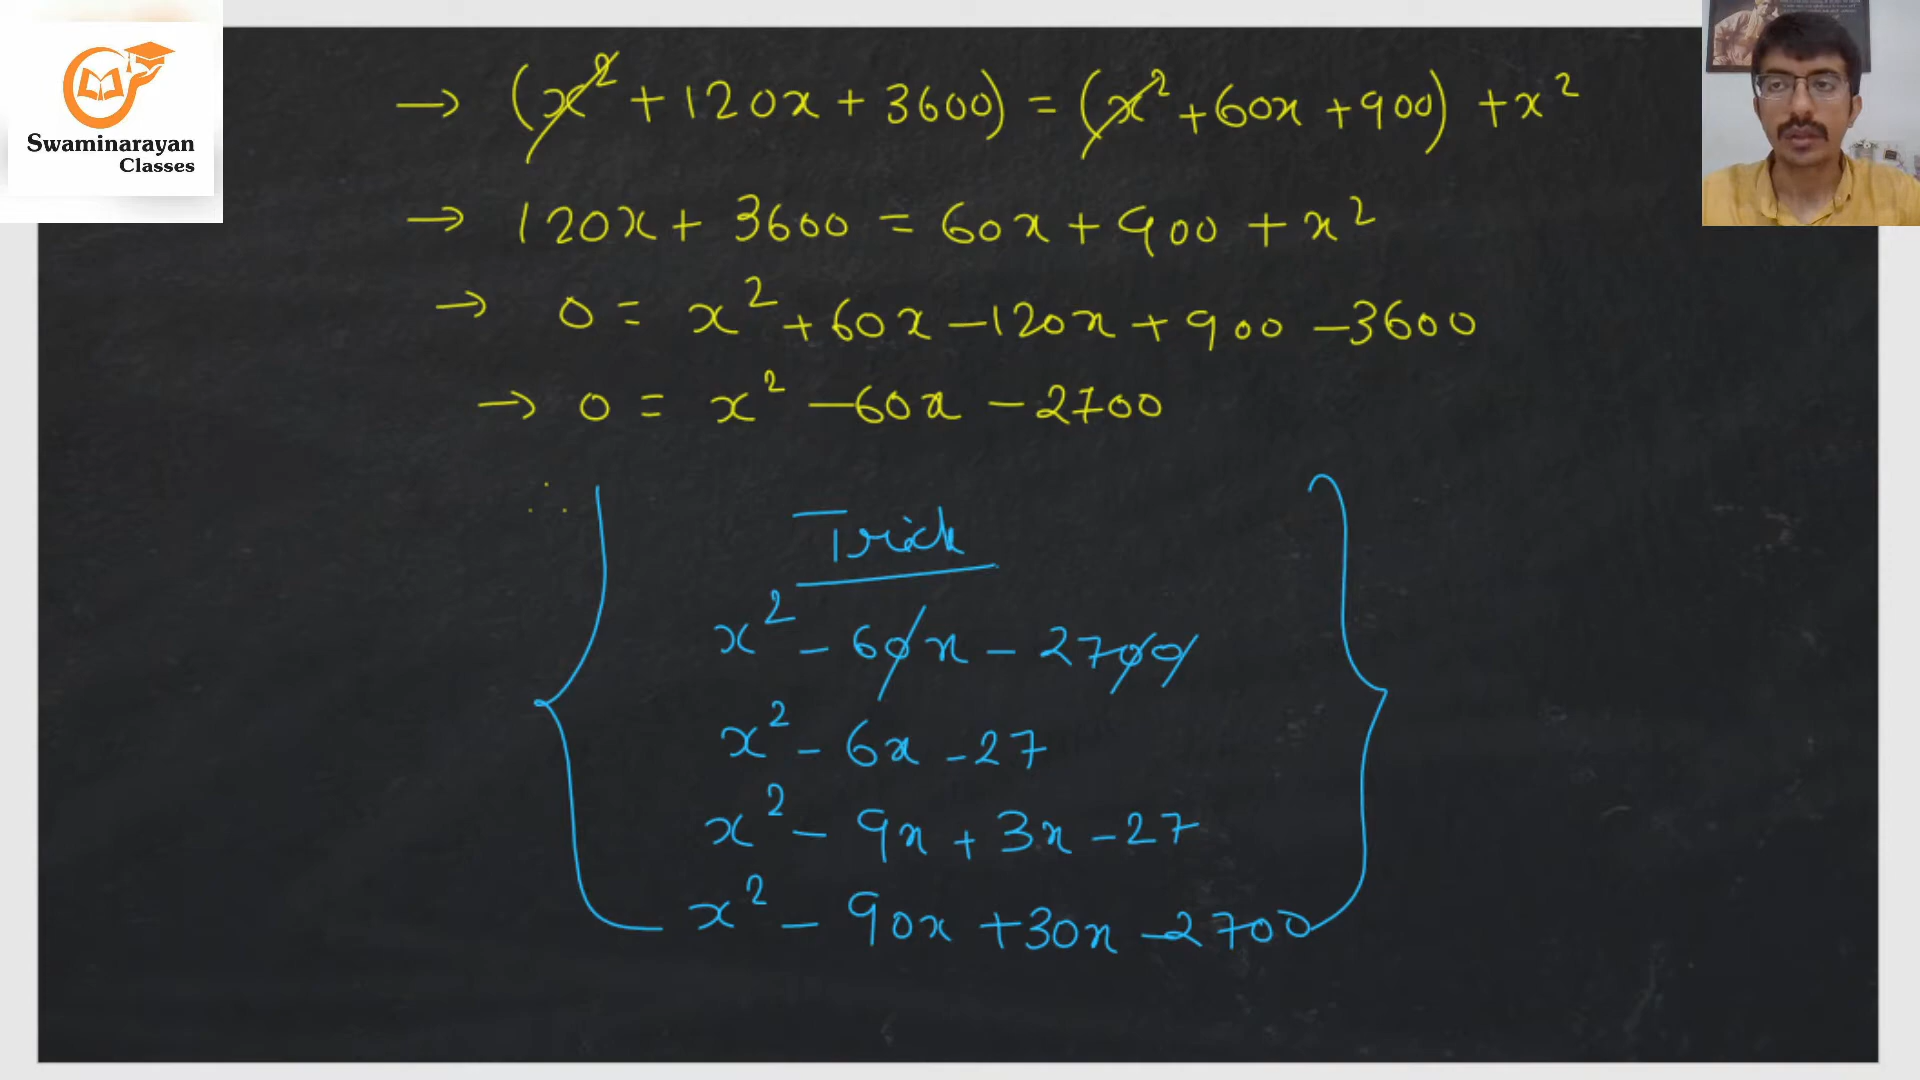 Swaminarayan
Classes
→ (x² + 120x + 3600) = (x² + 60x + 900) + x²
→ 120x + 3600 = 60x + 900 + x²
→ 0 = x² + 60x - 120x + 900 - 3600
→ 0 = x² - 60x - 2700
∴
Trick
x² - 60x - 2700
x² - 6x - 27
x² - 9x + 3x - 27
x² - 90x + 30x - 2700